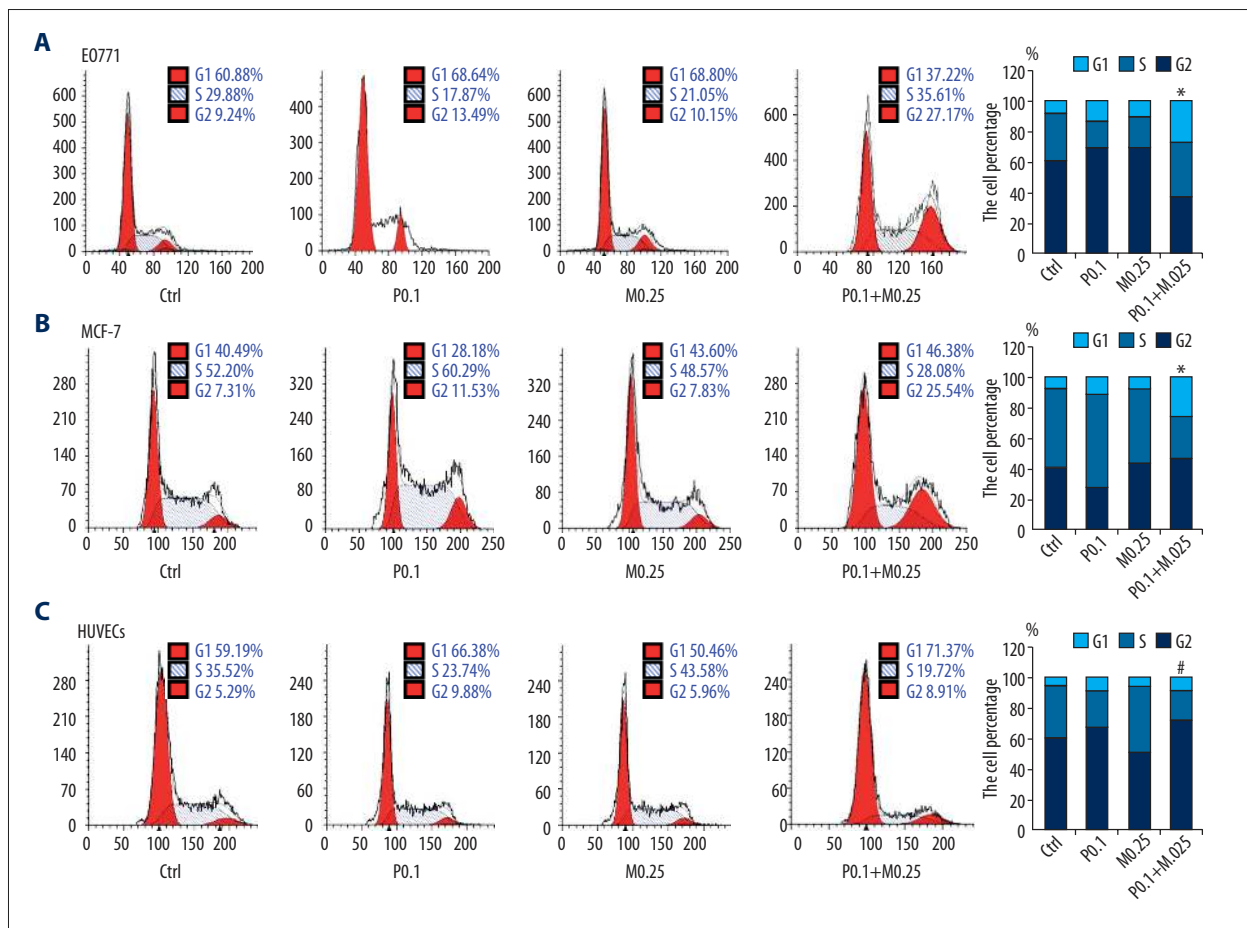 A
E0771
G1 60.88%
S 29.88%
G2 9.24%
600
500
400
300
200
100
0
0 40 80 120 160 200
Ctrl
G1 68.64%
S 17.87%
G2 13.49%
400
300
200
100
0
0 40 80 120 160 200
P0.1
G1 68.80%
S 21.05%
G2 10.15%
600
500
400
300
200
100
0
0 40 80 120 160 200
M0.25
G1 37.22%
S 35.61%
G2 27.17%
600
400
200
0
0 40 80 120 160
P0.1+M0.25
%
G1 S G2
The cell percentage
120
100
80
60
40
20
0
*
Ctrl
P0.1
M0.25
P0.1+M.025
B
MCF-7
G1 40.49%
S 52.20%
G2 7.31%
280
210
140
70
0
0 50 100 150 200
Ctrl
G1 28.18%
S 60.29%
G2 11.53%
360
270
180
90
0
0 50 100 150 200 250
P0.1
G1 43.60%
S 48.57%
G2 7.83%
320
240
160
80
0
0 50 100 150 200 250
M0.25
G1 46.38%
S 28.08%
G2 25.54%
280
210
140
70
0
0 50 100 150 200 250
P0.1+M0.25
%
G1 S G2
The cell percentage
120
100
80
60
40
20
0
*
Ctrl
P0.1
M0.25
P0.1+M.025
C
HUVECs
G1 59.19%
S 35.52%
G2 5.29%
280
210
140
70
0
0 50 100 150 200
Ctrl
G1 66.38%
S 23.74%
G2 9.88%
240
180
120
60
0
0 50 100 150 200
P0.1
G1 50.46%
S 43.58%
G2 5.96%
240
180
120
60
0
0 50 100 150 200
M0.25
G1 71.37%
S 19.72%
G2 8.91%
240
180
120
60
0
0 50 100 150 200
P0.1+M0.25
%
G1 S G2
The cell percentage
120
100
80
60
40
20
0
#
Ctrl
P0.1
M0.25
P0.1+M.025